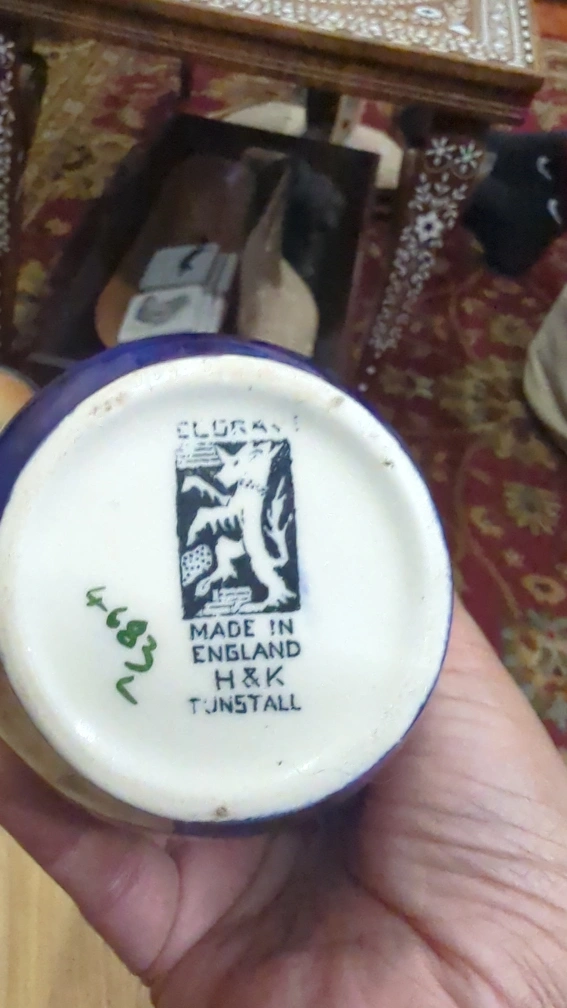 MADE IN
ENGLAND
H & K
TUNSTALL
4683